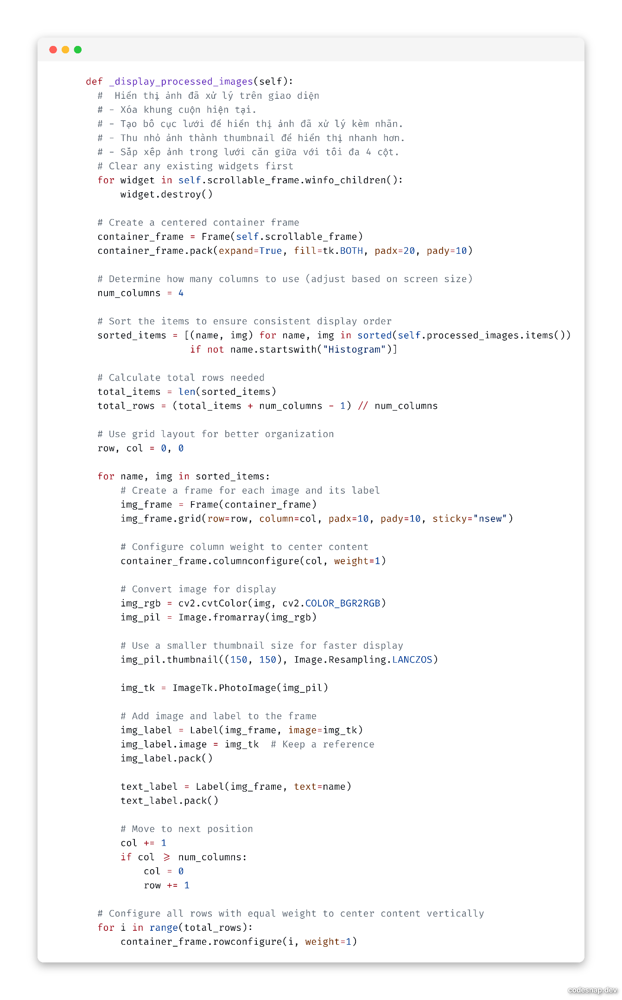 def _display_processed_images(self):
#  Hiển thị ảnh đã xử lý trên giao diện
# - Xóa khung cuộn hiện tại.
# - Tạo bố cục lưới để hiển thị ảnh đã xử lý kèm nhãn.
# - Thu nhỏ ảnh thành thumbnail để hiển thị nhanh hơn.
# - Sắp xếp ảnh trong lưới căn giữa với tối đa 4 cột.
# Clear any existing widgets first
for widget in self.scrollable_frame.winfo_children():
widget.destroy()
# Create a centered container frame
container_frame = Frame(self.scrollable_frame)
container_frame.pack(expand=True, fill=tk.BOTH, padx=20, pady=10)
# Determine how many columns to use (adjust based on screen size)
num_columns = 4
# Sort the items to ensure consistent display order
sorted_items = [(name, img) for name, img in sorted(self.processed_images.items())
if not name.startswith("Histogram")]
# Calculate total rows needed
total_items = len(sorted_items)
total_rows = (total_items + num_columns - 1) // num_columns
# Use grid layout for better organization
row, col = 0, 0
for name, img in sorted_items:
# Create a frame for each image and its label
img_frame = Frame(container_frame)
img_frame.grid(row=row, column=col, padx=10, pady=10, sticky="nsew")
# Configure column weight to center content
container_frame.columnconfigure(col, weight=1)
# Convert image for display
img_rgb = cv2.cvtColor(img, cv2.COLOR_BGR2RGB)
img_pil = Image.fromarray(img_rgb)
# Use a smaller thumbnail size for faster display
img_pil.thumbnail((150, 150), Image.Resampling.LANCZOS)
img_tk = ImageTk.PhotoImage(img_pil)
# Add image and label to the frame
img_label = Label(img_frame, image=img_tk)
img_label.image = img_tk  # Keep a reference
img_label.pack()
text_label = Label(img_frame, text=name)
text_label.pack()
# Move to next position
col += 1
if col >= num_columns:
col = 0
row += 1
# Configure all rows with equal weight to center content vertically
for i in range(total_rows):
container_frame.rowconfigure(i, weight=1)
codesnap.dev